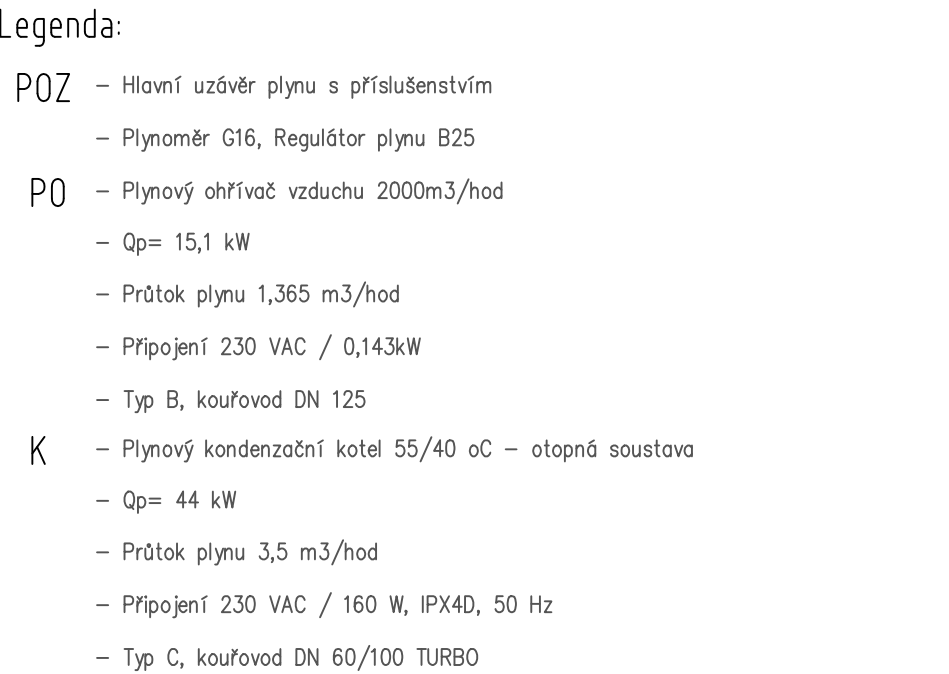 Legenda:
POZ – Hlavní uzávěr plynu s příslušenstvím
– Plynoměr G16, Regulátor plynu B25
PO – Plynový ohřívač vzduchu 2000m3/hod
– Qp= 15,1 kW
– Průtok plynu 1,365 m3/hod
– Připojení 230 VAC / 0,143kW
– Typ B, kouřovod DN 125
K – Plynový kondenzační kotel 55/40 oC – otopná soustava
– Qp= 44 kW
– Průtok plynu 3,5 m3/hod
– Připojení 230 VAC / 160 W, IPX4D, 50 Hz
– Typ C, kouřovod DN 60/100 TURBO